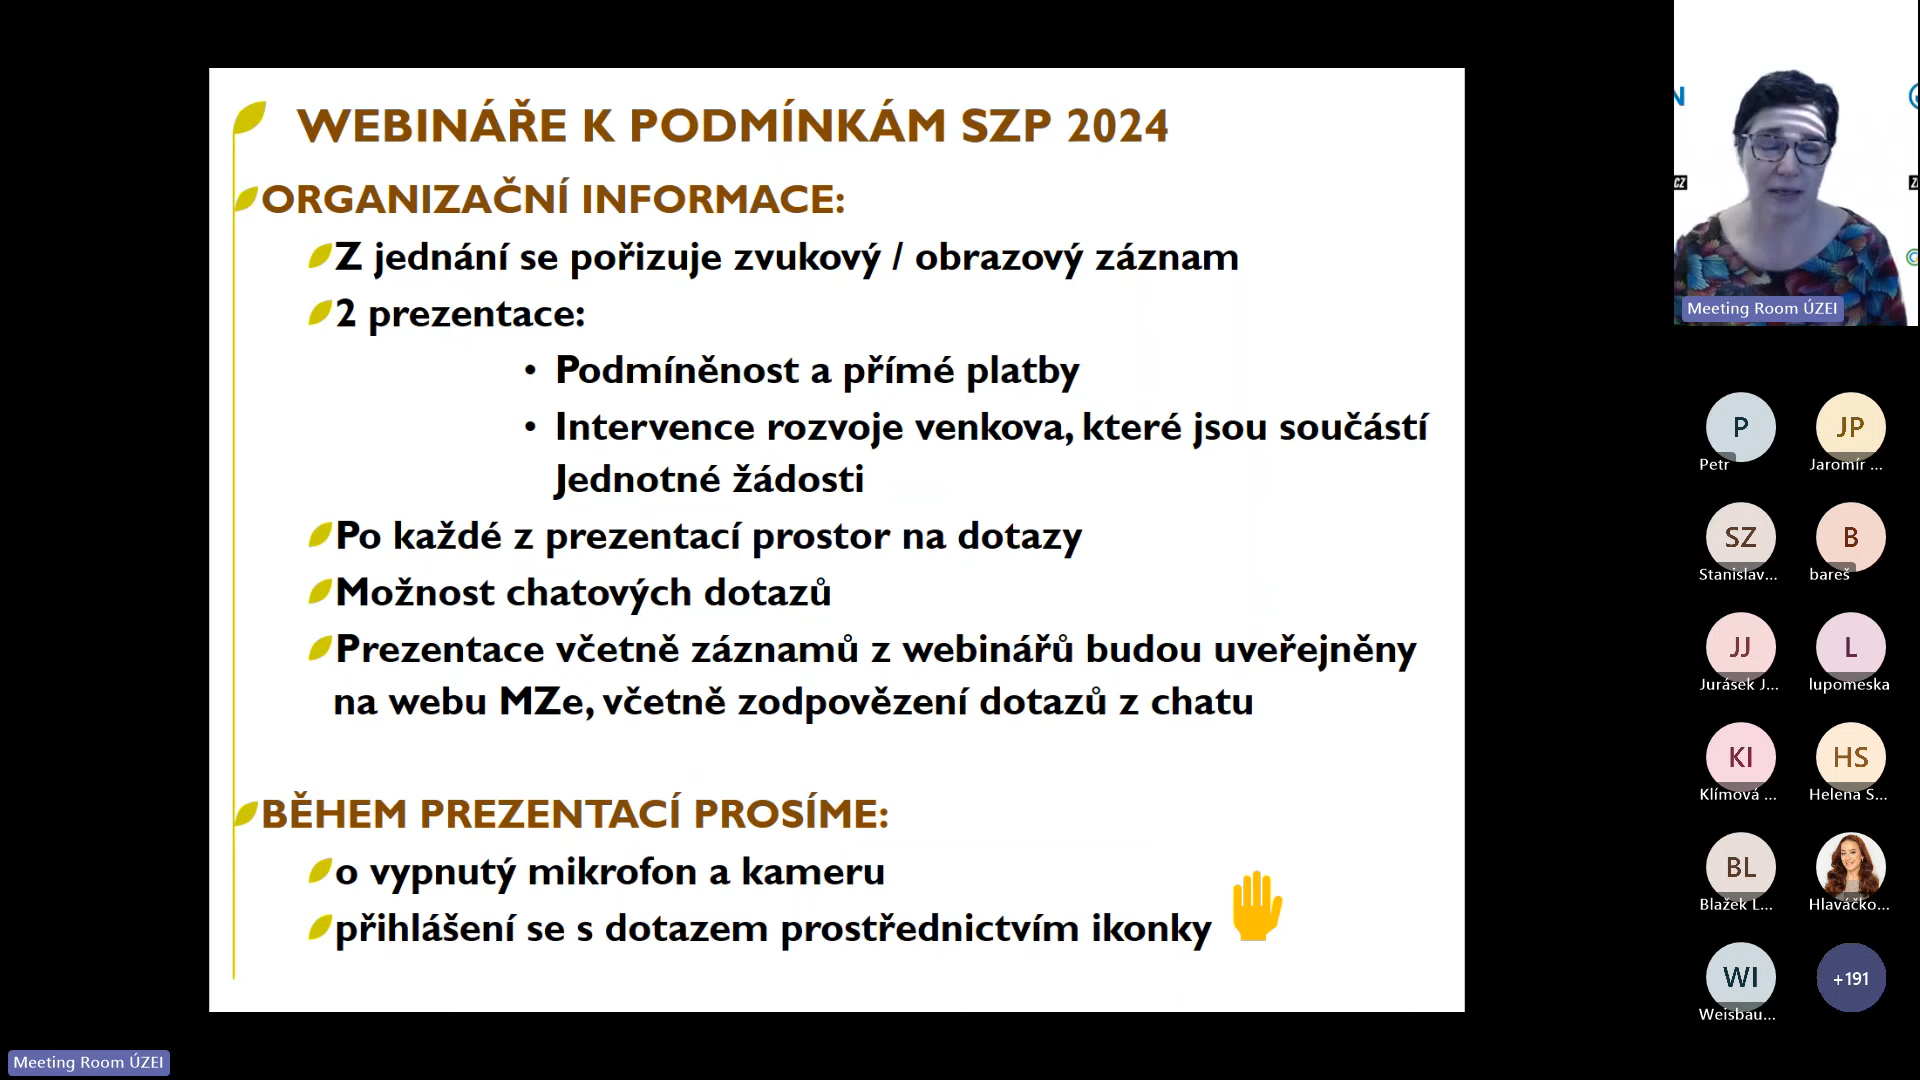 WEBINÁŘE K PODMÍNKÁM SZP 2024
ORGANIZAČNÍ INFORMACE:
Z jednání se pořizuje zvukový / obrazový záznam
2 prezentace:
• Podmíněnost a přímé platby
• Intervence rozvoje venkova, které jsou součástí
Jednotné žádosti
Po každé z prezentací prostor na dotazy
Možnost chatových dotazů
Prezentace včetně záznamů z webinářů budou uveřejněny
na webu MZe, včetně zodpovězení dotazů z chatu
BĚHEM PREZENTACÍ PROSÍME:
o vypnutý mikrofon a kameru
přihlášení se s dotazem prostřednictvím ikonky
N
CZ
Z
Meeting Room ÚZEI
P
JP
Petr
Jaromír ...
SZ
B
Stanislav...
bareš
JJ
L
Jurásek J...
lupomeska
KI
HS
Klímová ...
Helena S...
BL
Blažek L...
Hlaváčko...
WI
+191
Weisbau...
Meeting Room ÚZEI